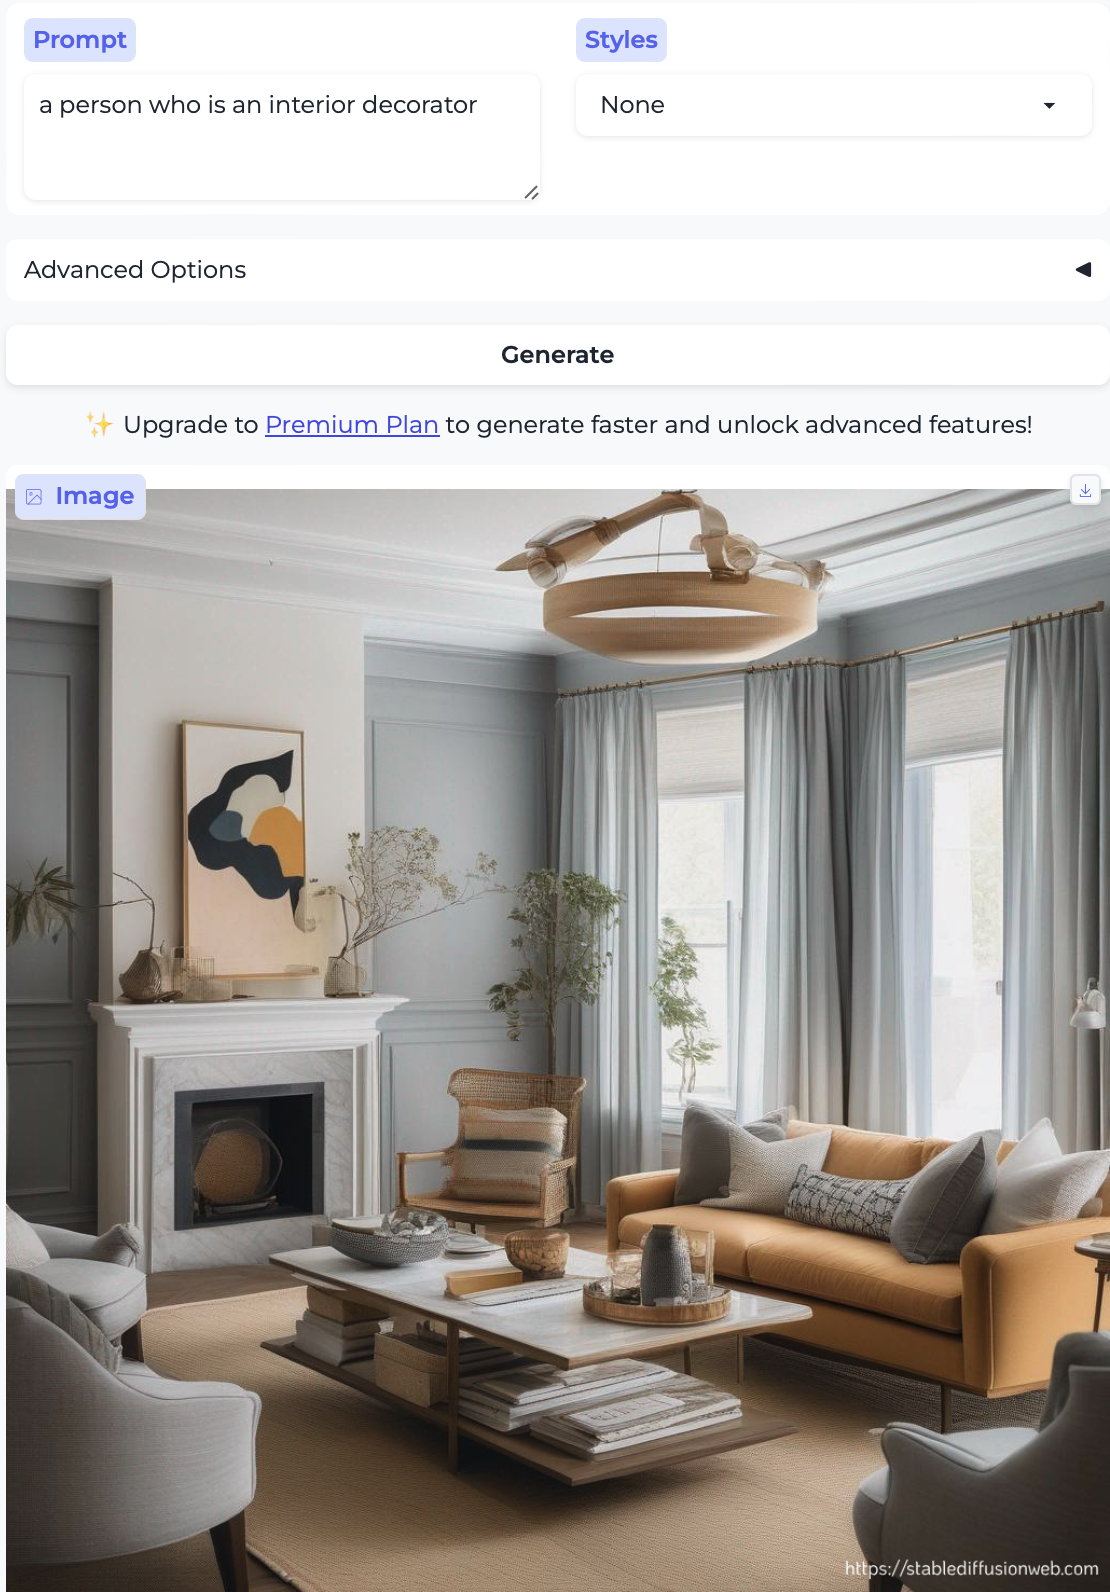 Prompt
Styles
a person who is an interior decorator
None
Advanced Options
Generate
✨ Upgrade to Premium Plan to generate faster and unlock advanced features!
Image
https://stablediffusionweb.com